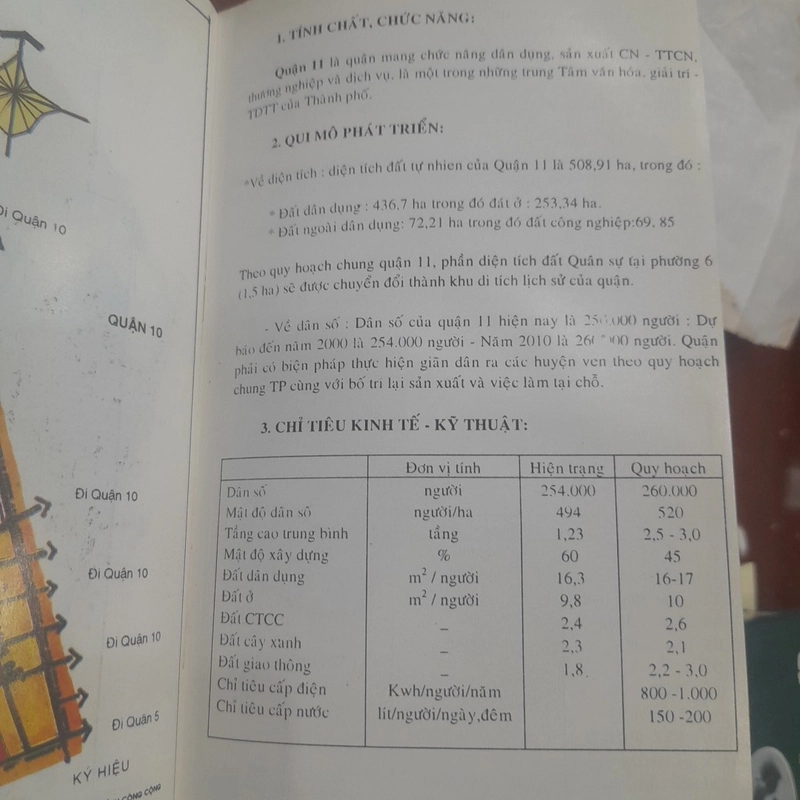 Đi Quận 10
QUẬN 10
Đi Quận 10
Đi Quận 10
Đi Quận 10
Đi Quận 5
KÝ HIỆU
CÔNG CỘNG
1. TÍNH CHẤT, CHỨC NĂNG:
Quận 11 là quận mang chức năng dân dụng, sản xuất CN - TTCN,
thương nghiệp và dịch vụ, là một trong những trung Tâm văn hóa, giải trí -
TDTT của Thành phố.
2. QUI MÔ PHÁT TRIỂN:
*Về diện tích : diện tích đất tự nhien của Quận 11 là 508,91 ha, trong đó :
* Đất dân dụng : 436,7 ha trong đó đất ở : 253,34 ha.
* Đất ngoài dân dụng: 72,21 ha trong đó đất công nghiệp:69. 85
Theo quy hoạch chung quận 11, phần diện tích đất Quân sự tại phường 6
(1,5 ha) sẽ được chuyển đổi thành khu di tích lịch sử của quận.
- Về dân số : Dân số của quận 11 hiện nay là người : Dự
báo đến năm 2000 là 254.000 người - Năm 2010 là người. Quận
phải có biện pháp thực hiện giãn dân ra các huyện ven theo quy hoạch
chung TP cùng với bố trí lại sản xuất và việc làm tại chỗ.
3. CHỈ TIÊU KINH TẾ - KỸ THUẬT:
Đơn vị tính Hiện trạng Quy hoạch
Dân số người 254.000 260.000
Mật độ dân số người/ha 494 520
Tầng cao trung bình tầng 1,23 2,5 - 3,0
Mật độ xây dựng % 60 45
Đất dân dụng m² / người 16,3 16-17
Đất ở m² / người 9,8 10
Đất CTCC _ 2,4 2,6
Đất cây xanh _ 2,3 2,1
Đất giao thông _ 1,8 2,2 - 3,0
Chỉ tiêu cấp điện Kwh/người/năm 800 -1.000
Chỉ tiêu cấp nước lít/người/ngày,đêm 150 -200